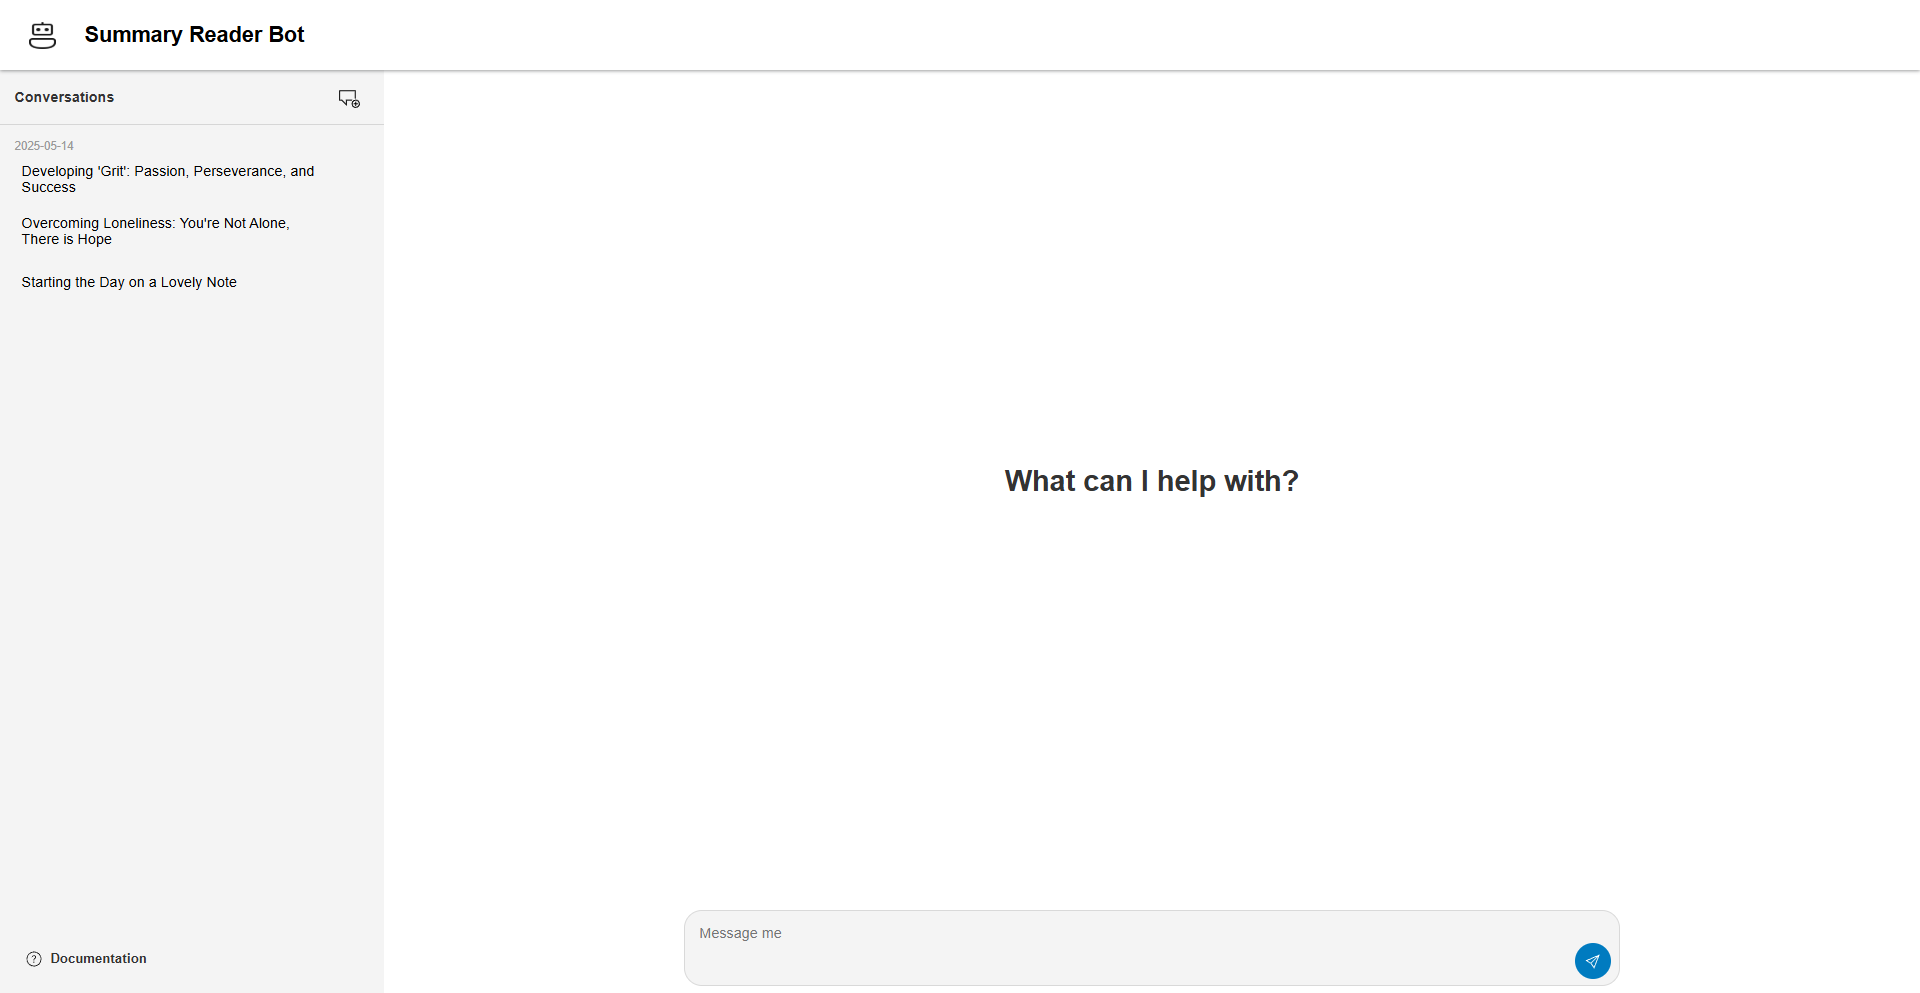 Summary Reader Bot
Conversations
2025-05-14
Developing 'Grit': Passion, Perseverance, and
Success
Overcoming Loneliness: You're Not Alone,
There is Hope
Starting the Day on a Lovely Note
What can I help with?
Message me
? Documentation